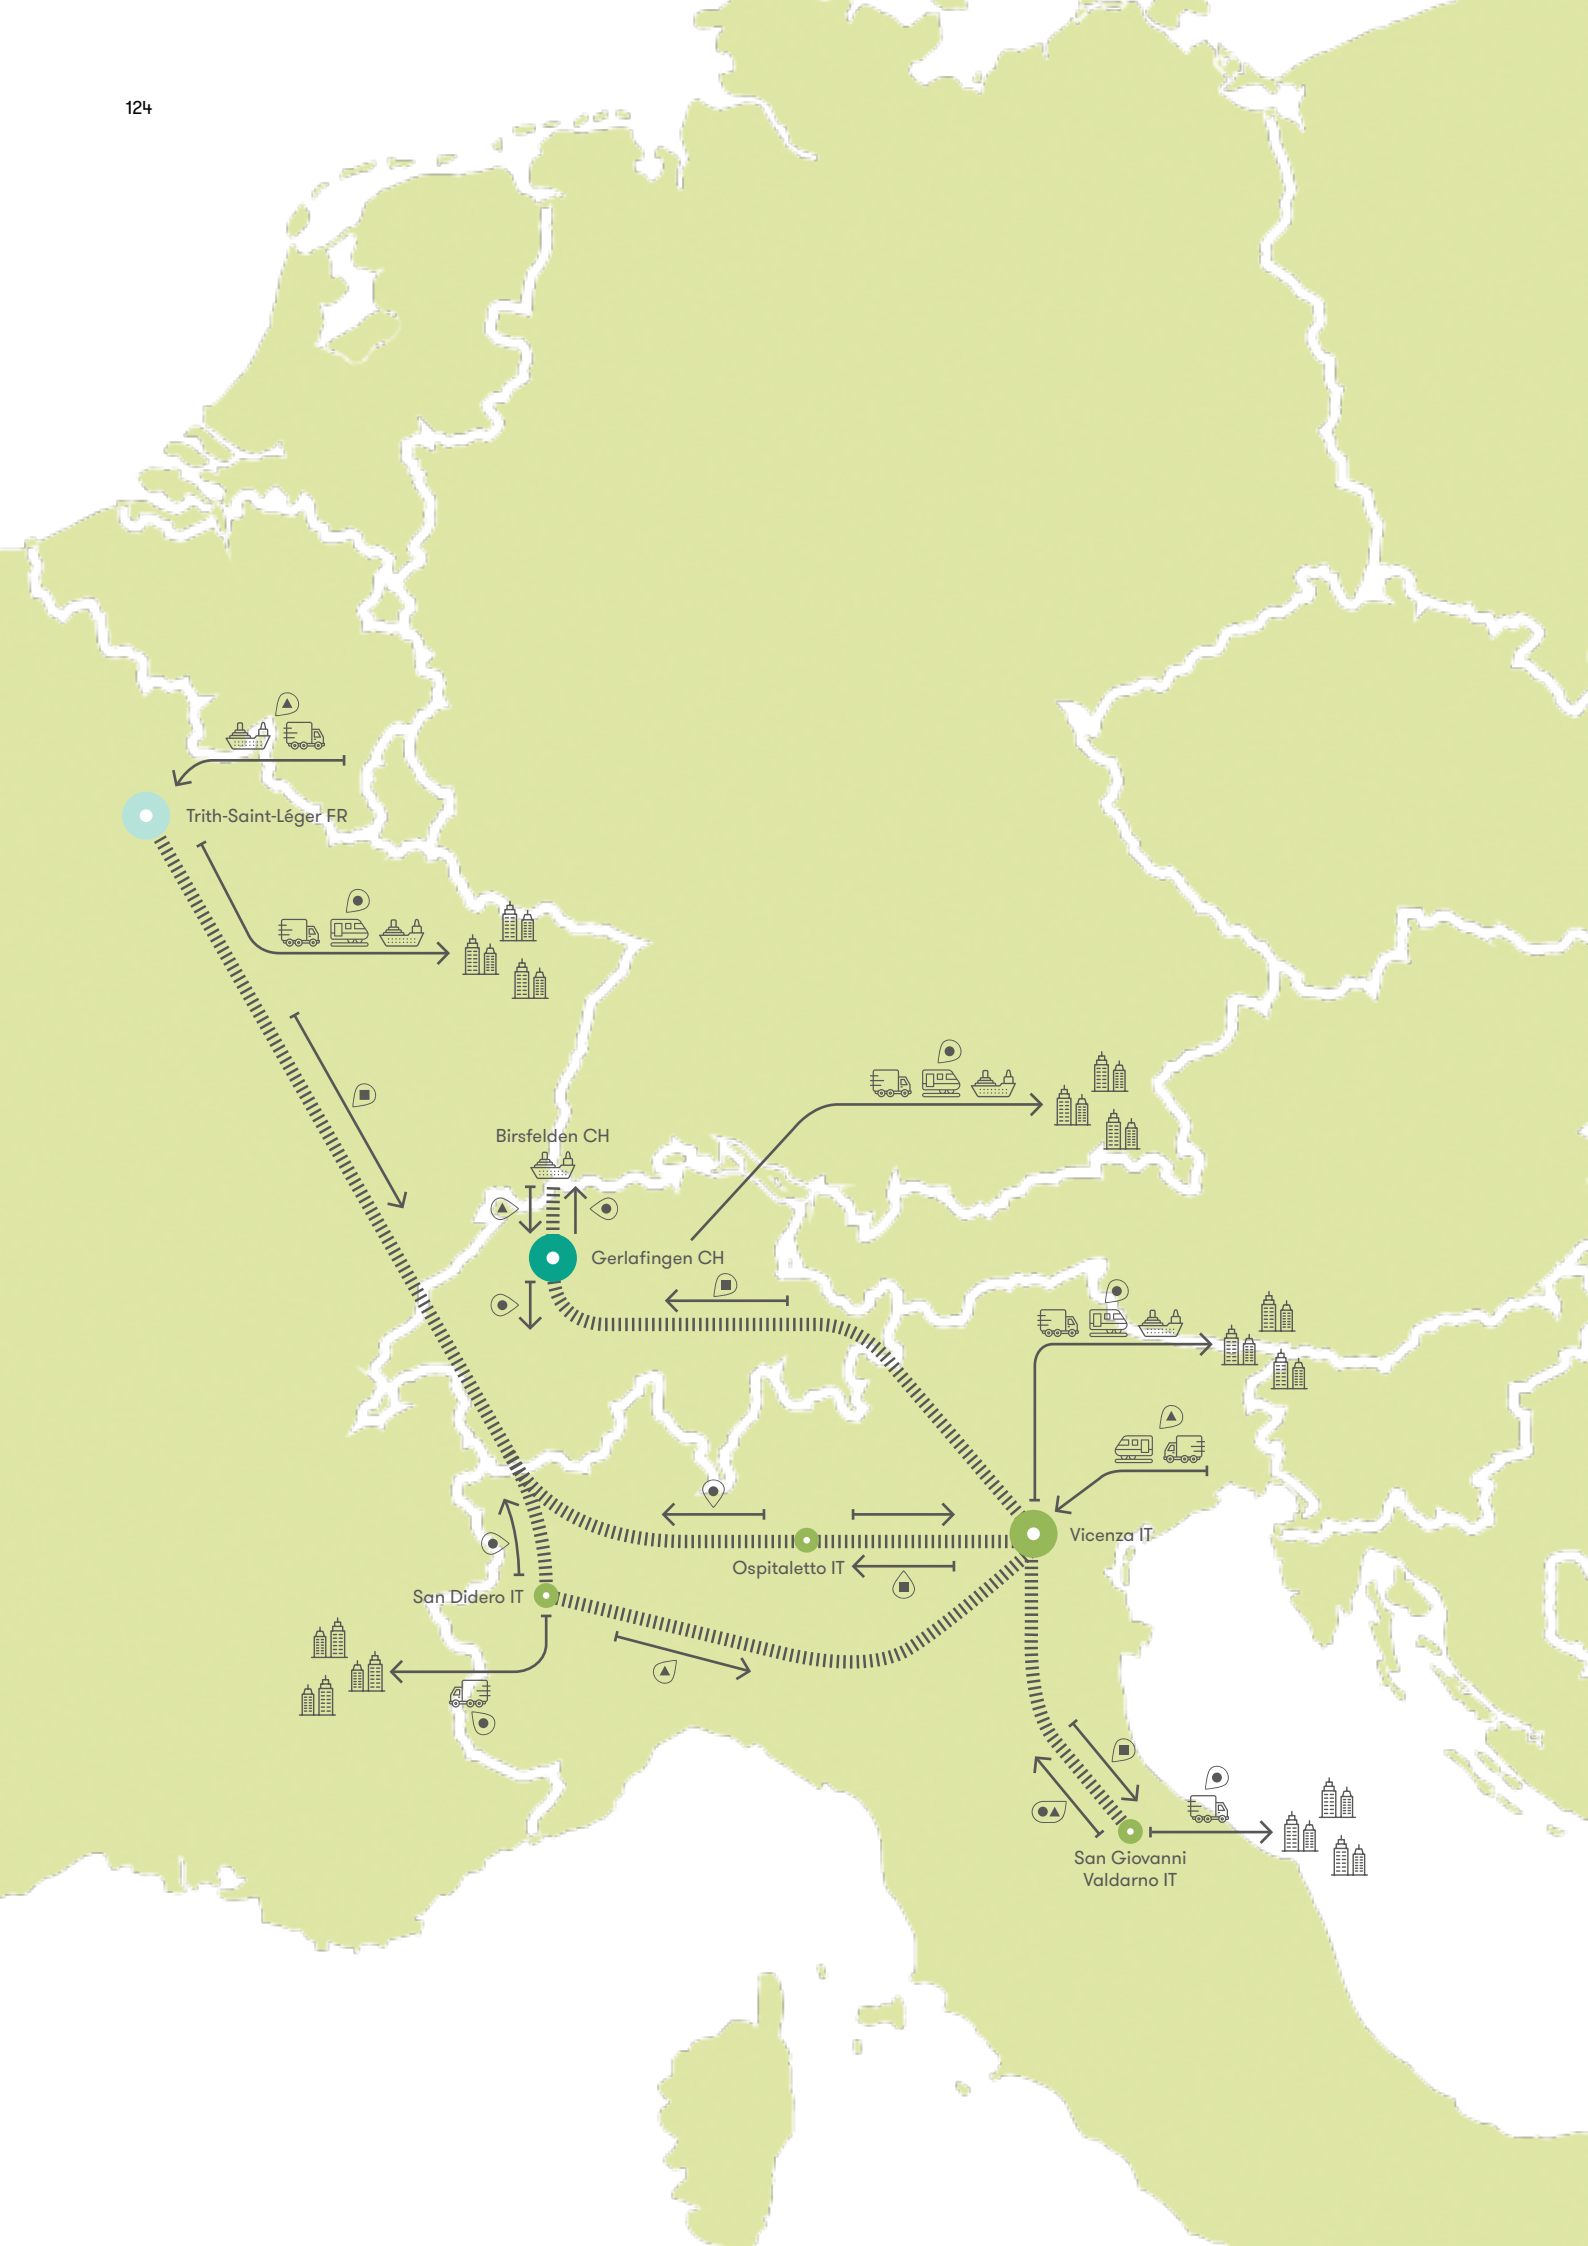 124
Trith-Saint-Léger FR
Birsfelden CH
Gerlafingen CH
Vicenza IT
Ospitaletto IT
San Didero IT
San Giovanni
Valdarno IT